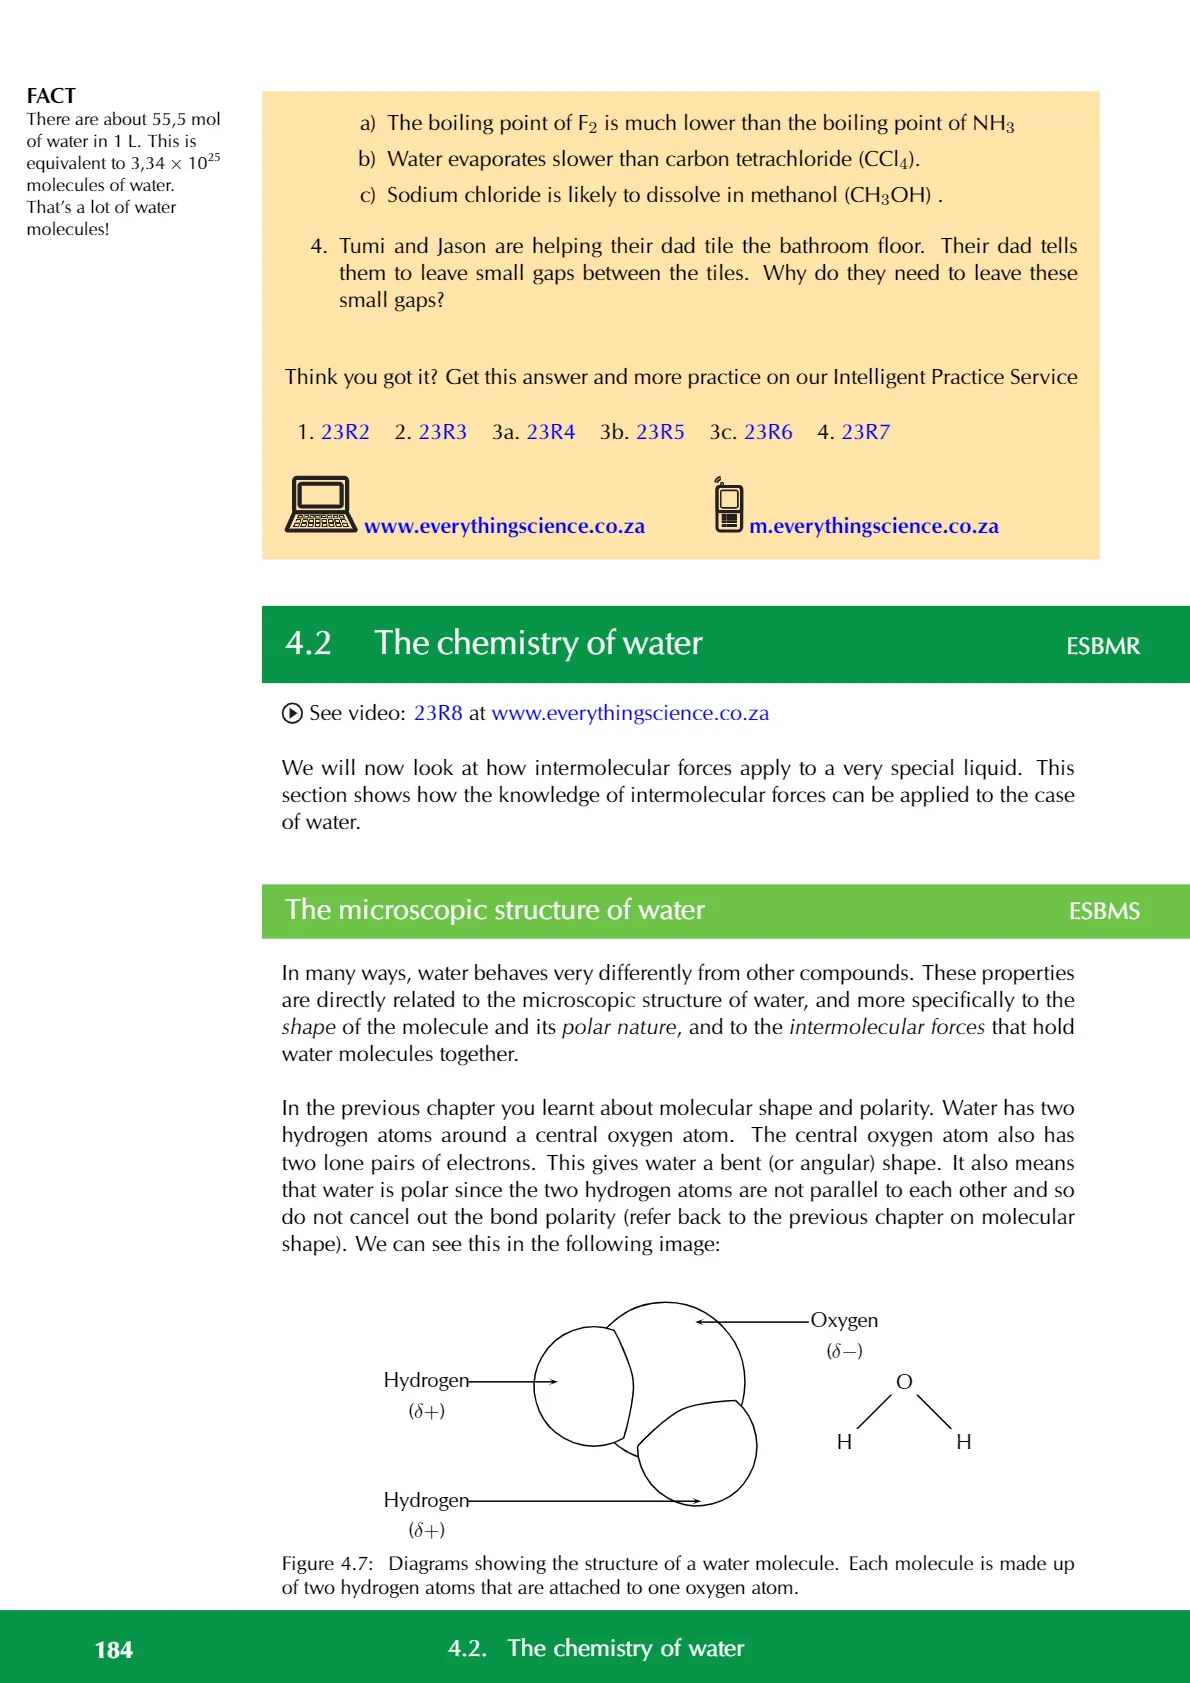 FACT
There are about 55,5 mol
of water in 1 L. This is
equivalent to 3,34 × 10²⁵
molecules of water.
That's a lot of water
molecules!
a) The boiling point of F₂ is much lower than the boiling point of NH₃
b) Water evaporates slower than carbon tetrachloride (CCl₄).
c) Sodium chloride is likely to dissolve in methanol (CH₃OH) .
4. Tumi and Jason are helping their dad tile the bathroom floor. Their dad tells
them to leave small gaps between the tiles. Why do they need to leave these
small gaps?
Think you got it? Get this answer and more practice on our Intelligent Practice Service
1. 23R2 2. 23R3 3a. 23R4 3b. 23R5 3c. 23R6 4. 23R7
www.everythingscience.co.za m.everythingscience.co.za
4.2 The chemistry of water ESBMR
See video: 23R8 at www.everythingscience.co.za
We will now look at how intermolecular forces apply to a very special liquid. This
section shows how the knowledge of intermolecular forces can be applied to the case
of water.
The microscopic structure of water ESBMS
In many ways, water behaves very differently from other compounds. These properties
are directly related to the microscopic structure of water, and more specifically to the
shape of the molecule and its polar nature, and to the intermolecular forces that hold
water molecules together.
In the previous chapter you learnt about molecular shape and polarity. Water has two
hydrogen atoms around a central oxygen atom. The central oxygen atom also has
two lone pairs of electrons. This gives water a bent (or angular) shape. It also means
that water is polar since the two hydrogen atoms are not parallel to each other and so
do not cancel out the bond polarity (refer back to the previous chapter on molecular
shape). We can see this in the following image:
Oxygen
(δ−)
Hydrogen
(δ+)
O
H H
Hydrogen
(δ+)
Figure 4.7: Diagrams showing the structure of a water molecule. Each molecule is made up
of two hydrogen atoms that are attached to one oxygen atom.
184 4.2. The chemistry of water